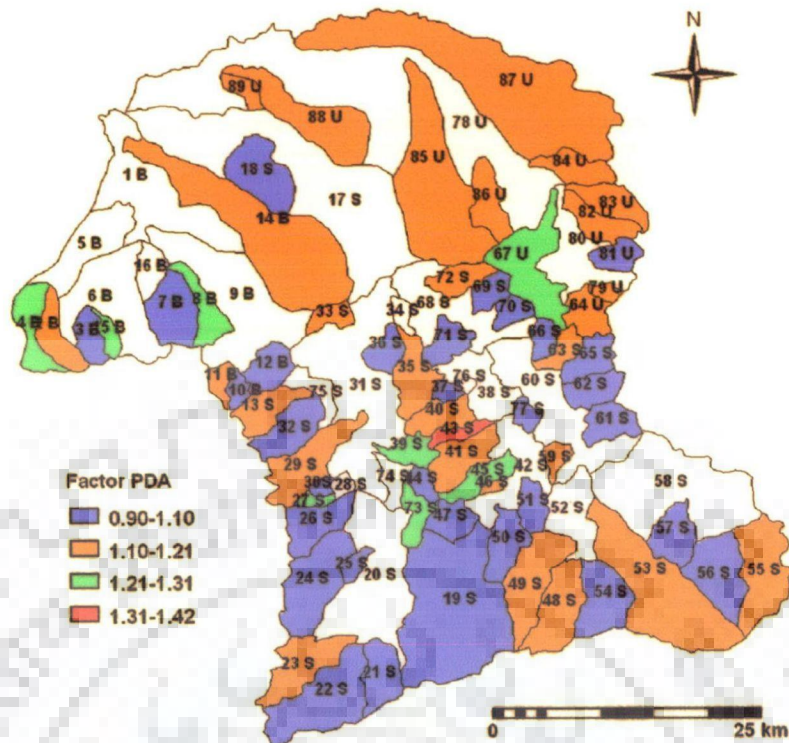 N
87 U
89 U
88 U
78 U
85 U
84 U
1 B
18 S
17 S
86 U
83 U
82 U
14 B
80 U
5 B
67 U
81 U
16 B
72 S
6 B
7 B
8 B
9 B
69 S
79 U
4 B
2 B
33 S
34 S
68 S
70 S
64 U
3 B
15 B
36 S
71 S
66 S
63 S
65 S
12 B
35 S
11 B
10 B
31 S
76 S
60 S
62 S
75 S
37 S
38 S
13 S
40 S
77 S
61 S
32 S
43 S
39 S
41 S
59 S
29 S
45 S
42 S
Factor PDA
30 S
28 S
74 S
44 S
46 S
58 S
27 S
51 S
52 S
0.90-1.10
26 S
73 S
47 S
57 S
1.10-1.21
25 S
50 S
53 S
55 S
1.21-1.31
24 S
20 S
49 S
56 S
1.31-1.42
19 S
48 S
54 S
23 S
22 S
21 S
0
25 km